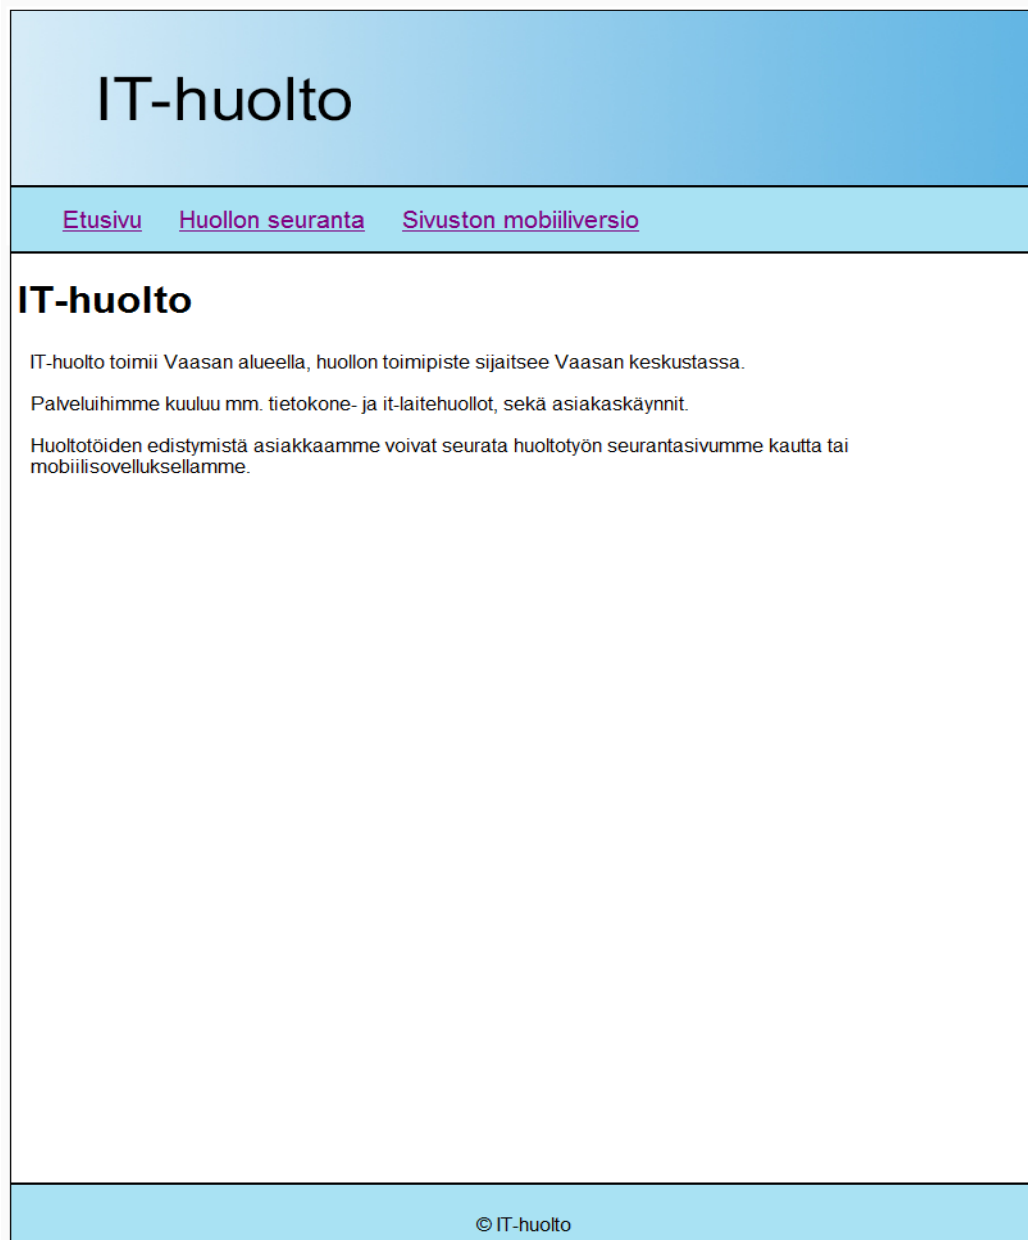 IT-huolto
Etusivu Huollon seuranta Sivuston mobiiliversio
IT-huolto
IT-huolto toimii Vaasan alueella, huollon toimipiste sijaitsee Vaasan keskustassa.
Palveluihimme kuuluu mm. tietokone- ja it-laitehuollot, sekä asiakaskäynnit.
Huoltotöiden edistymistä asiakkaamme voivat seurata huoltotyön seurantasivumme kautta tai
mobiilisovelluksellamme.
© IT-huolto